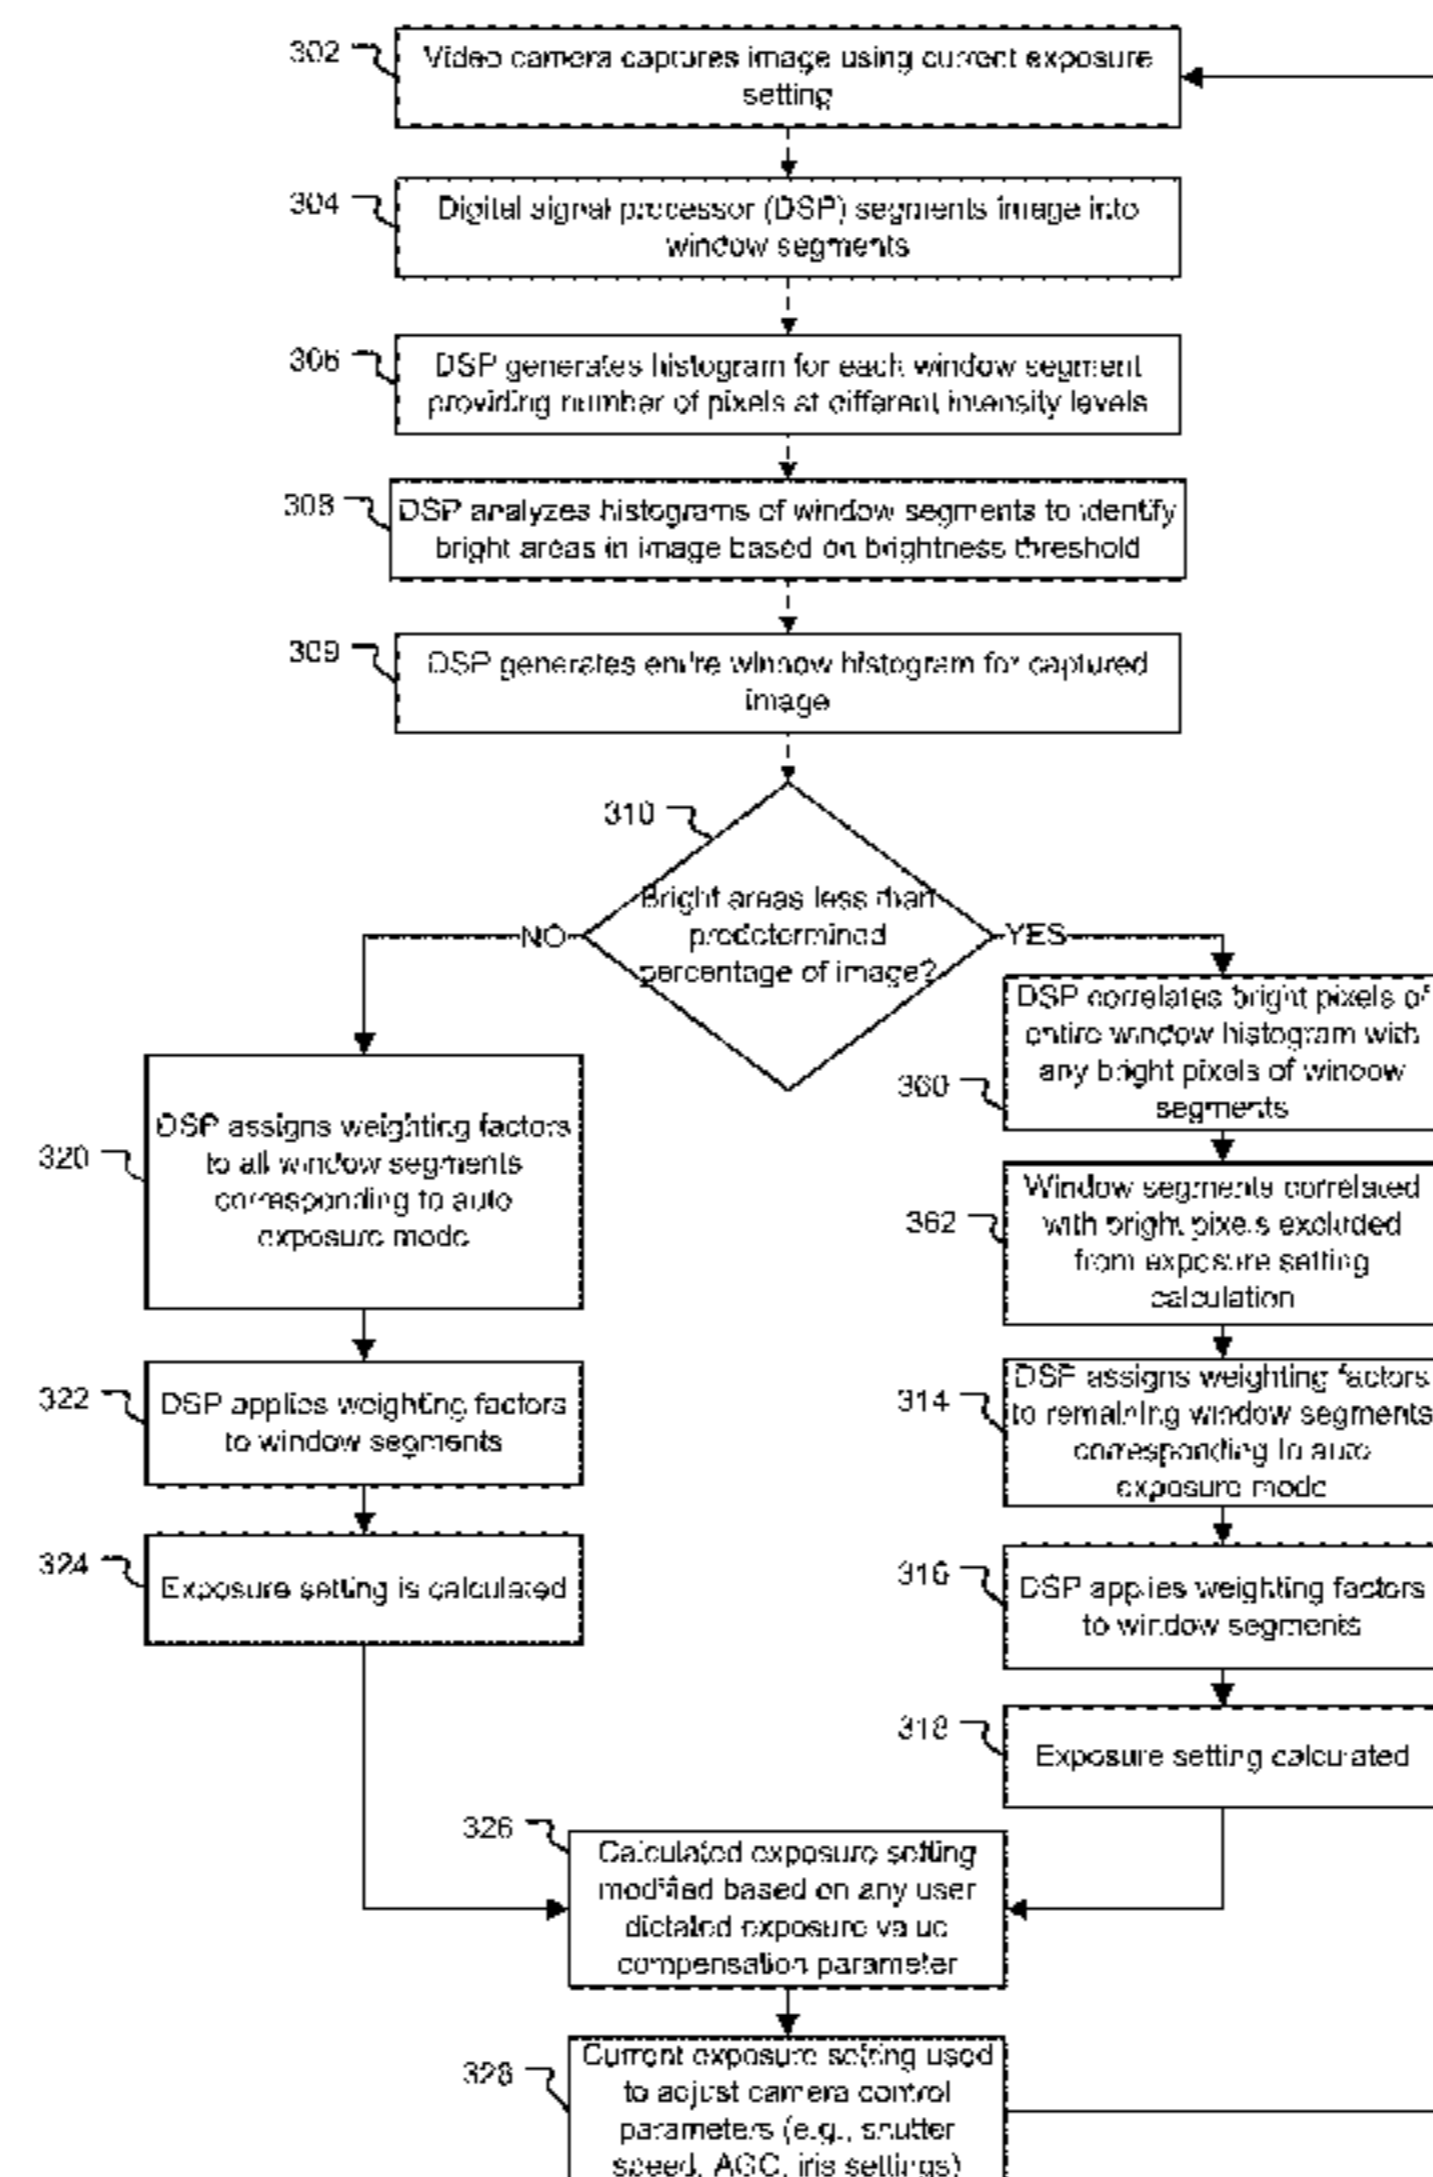 302
Video camera captures image using current exposure
setting
304
Digital signal processor (DSP) segments image into
window segments
306
DSP generates histogram for each window segment
providing number of pixels at different intensity levels
308
DSP analyzes histograms of window segments to identify
bright areas in image based on brightness threshold
309
DSP generates entire window histogram for captured
image
310
Bright areas less than
predetermined
percentage of image?
NO
YES
320
DSP assigns weighting factors
to all window segments
corresponding to auto
exposure mode
322
DSP applies weighting factors
to window segments
324
Exposure setting is calculated
360
DSP correlates bright pixels of
entire window histogram with
any bright pixels of window
segments
362
Window segments correlated
with bright pixels excluded
from exposure setting
calculation
314
DSP assigns weighting factors
to remaining window segments
corresponding to auto
exposure mode
316
DSP applies weighting factors
to window segments
318
Exposure setting calculated
326
Calculated exposure setting
modified based on any user
dictated exposure value
compensation parameter
328
Current exposure setting used
to adjust camera control
parameters (e.g., shutter
speed, AGC, iris settings)